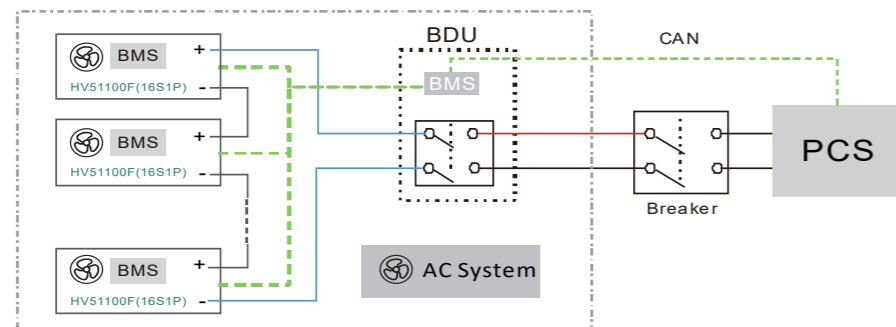 BMS
+
HV51100F(16S1P)
-
BMS
+
HV51100F(16S1P)
-
BMS
+
HV51100F(16S1P)
-
BDU
BMS
CAN
Breaker
PCS
AC System